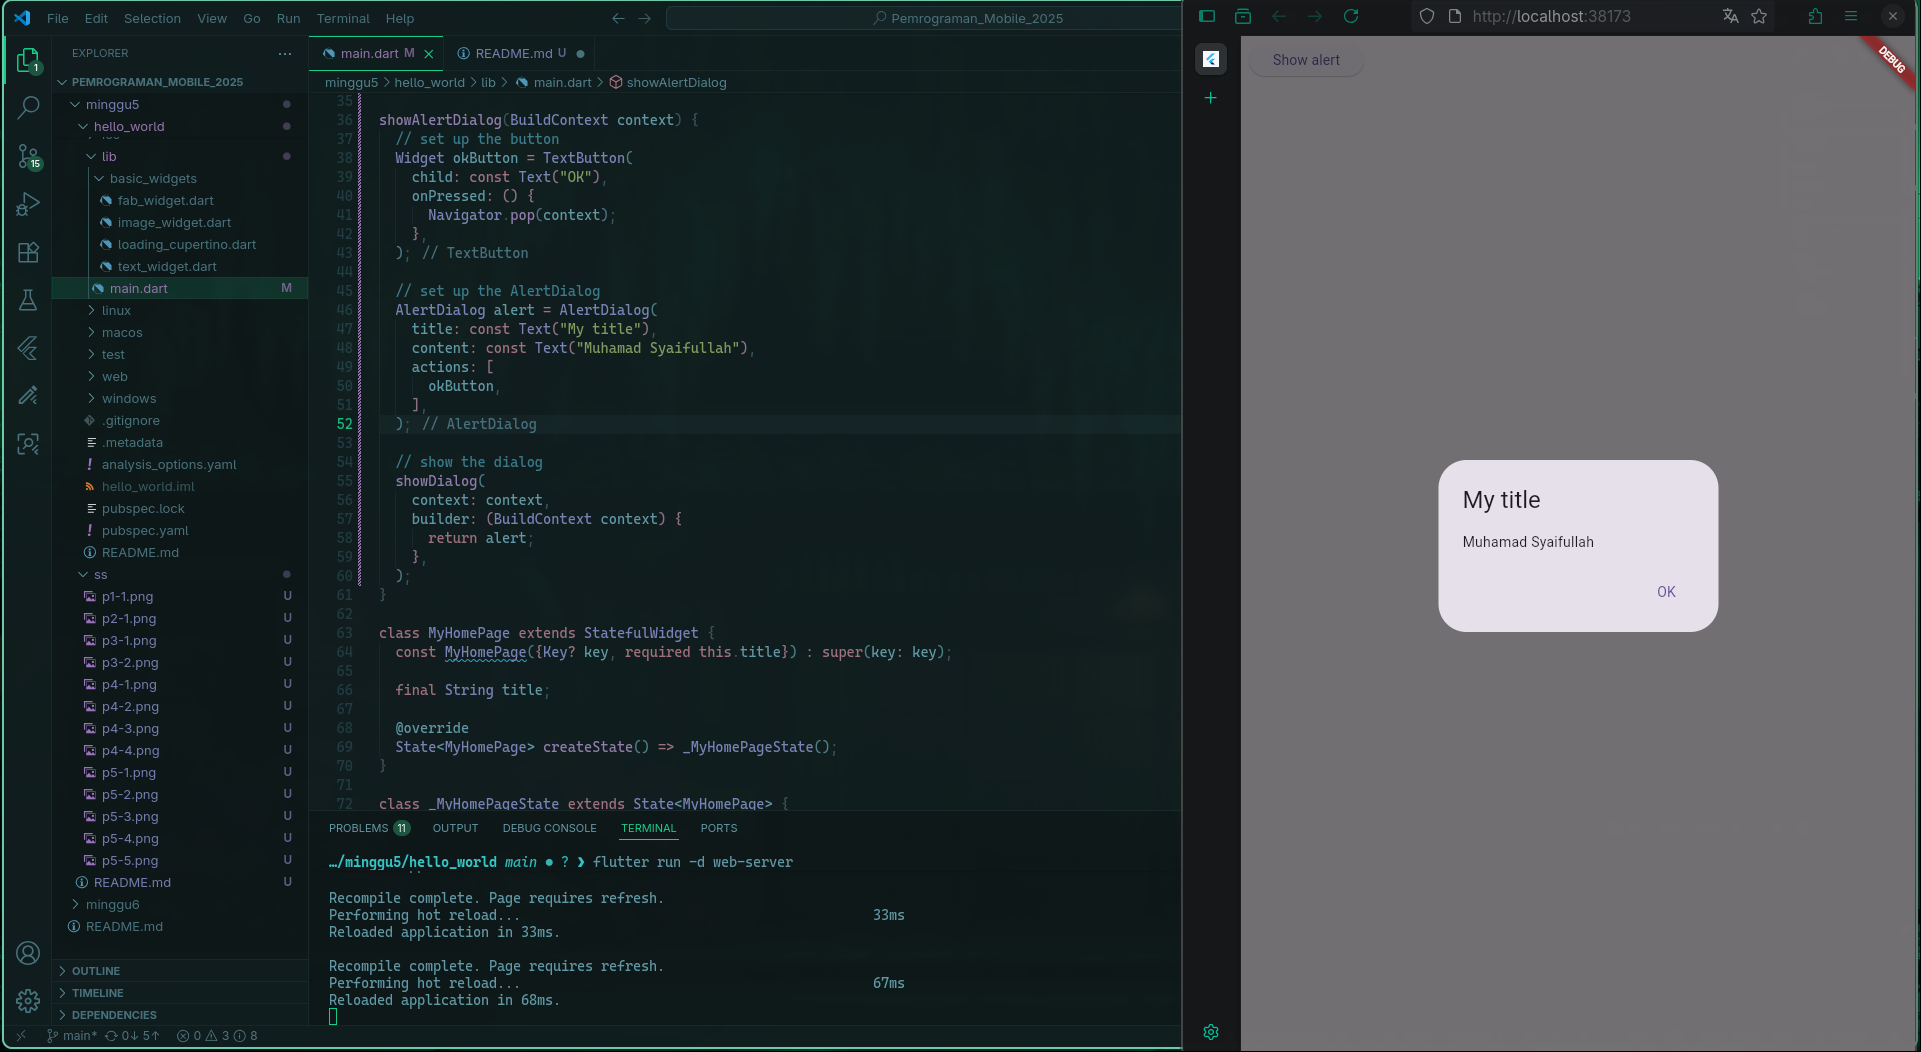 File Edit Selection View Go Run Terminal Help
Pemrograman_Mobile_2025
http://localhost:38173
EXPLORER
PEMROGRAMAN_MOBILE_2025
minggu5
hello_world
lib
basic_widgets
fab_widget.dart
image_widget.dart
loading_cupertino.dart
text_widget.dart
main.dart M
linux
macos
test
web
windows
.gitignore
.metadata
analysis_options.yaml
hello_world.iml
pubspec.lock
pubspec.yaml
README.md
ss
p1-1.png U
p2-1.png U
p3-1.png U
p3-2.png U
p4-1.png U
p4-2.png U
p4-3.png U
p4-4.png U
p5-1.png U
p5-2.png U
p5-3.png U
p5-4.png U
p5-5.png U
README.md U
minggu6
README.md
OUTLINE
TIMELINE
DEPENDENCIES
1
15
main.dart M
README.md U
minggu5 > hello_world > lib > main.dart > showAlertDialog
35
36 showAlertDialog(BuildContext context) {
37 // set up the button
38 Widget okButton = TextButton(
39 child: const Text("OK"),
40 onPressed: () {
41 Navigator.pop(context);
42 },
43 ); // TextButton
44
45 // set up the AlertDialog
46 AlertDialog alert = AlertDialog(
47 title: const Text("My title"),
48 content: const Text("Muhamad Syaifullah"),
49 actions: [
50 okButton,
51 ],
52 ); // AlertDialog
53
54 // show the dialog
55 showDialog(
56 context: context,
57 builder: (BuildContext context) {
58 return alert;
59 },
60 );
61 }
62
63 class MyHomePage extends StatefulWidget {
64 const MyHomePage({Key? key, required this.title}) : super(key: key);
65
66 final String title;
67
68 @override
69 State<MyHomePage> createState() => _MyHomePageState();
70 }
71
72 class _MyHomePageState extends State<MyHomePage> {
PROBLEMS 11 OUTPUT DEBUG CONSOLE TERMINAL PORTS
…/minggu5/hello_world main ● ? ❯ flutter run -d web-server
Recompile complete. Page requires refresh.
Performing hot reload... 33ms
Reloaded application in 33ms.
Recompile complete. Page requires refresh.
Performing hot reload... 67ms
Reloaded application in 68ms.
main* 0↓ 5↑ 0 3 8
Show alert
DEBUG
My title
Muhamad Syaifullah
OK